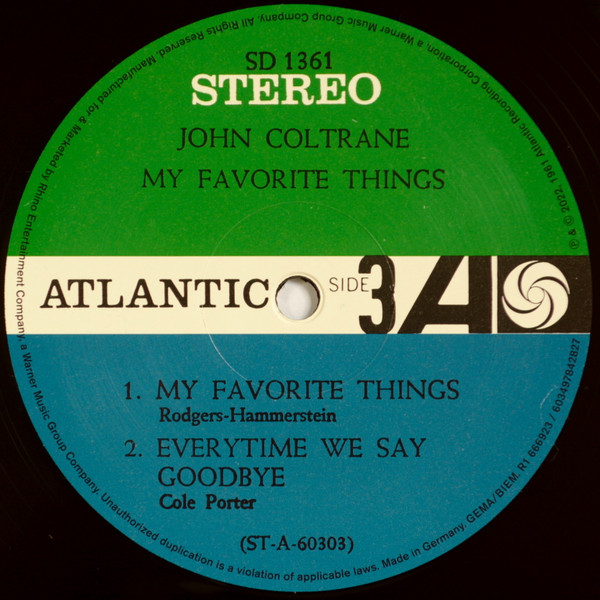 SD 1361
STEREO
JOHN COLTRANE
MY FAVORITE THINGS
ATLANTIC
SIDE 3
A
1. MY FAVORITE THINGS
Rodgers-Hammerstein
2. EVERYTIME WE SAY
GOODBYE
Cole Porter
(ST-A-60303)
℗ & © 2022, 1961 Atlantic Recording Corporation, a Warner Music Group Company. All Rights Reserved. Manufactured for & Marketed by Rhino Entertainment Company, a Warner Music Group Company. Unauthorized duplication is a violation of applicable laws. Made in Germany. GEMA/BIEM. R1 666923 / 603497842827